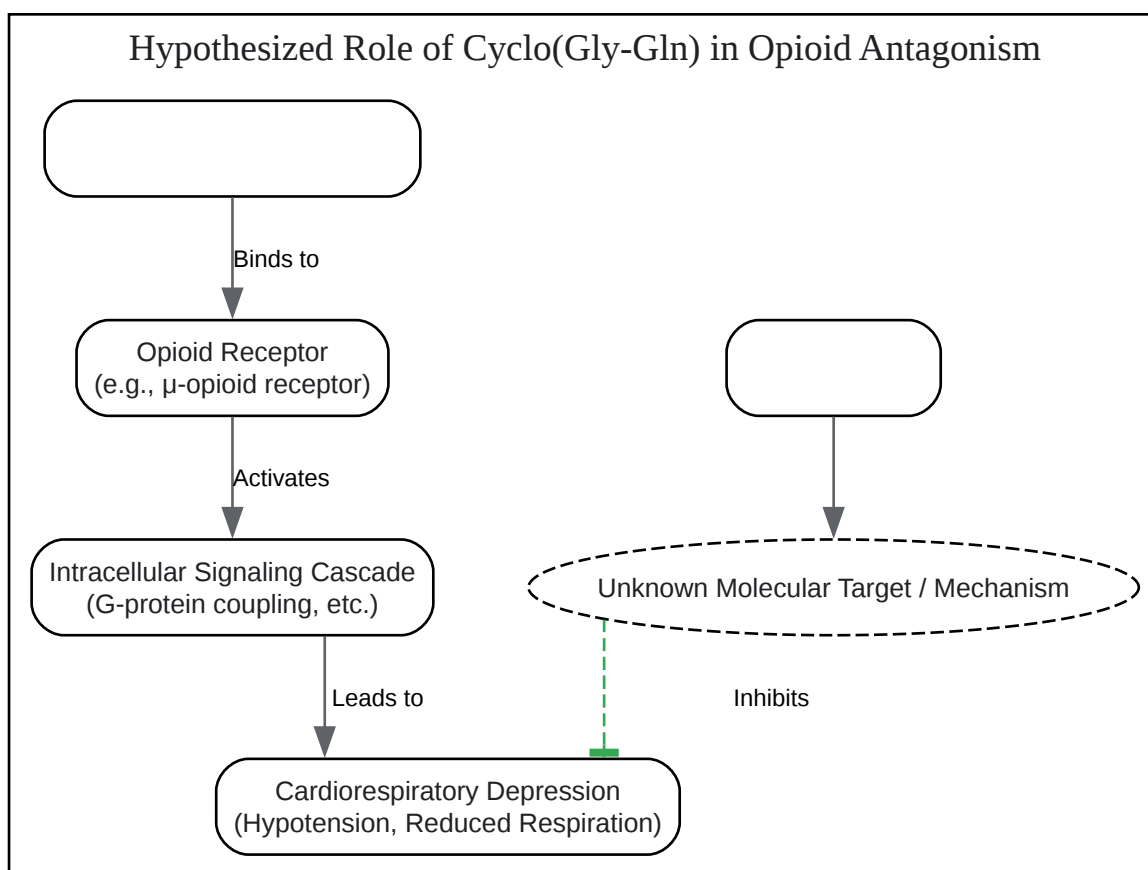 Hypothesized Role of Cyclo(Gly-Gln) in Opioid Antagonism
Binds to
Opioid Receptor
(e.g., μ-opioid receptor)
Activates
Intracellular Signaling Cascade
(G-protein coupling, etc.)
Unknown Molecular Target / Mechanism
Leads to
Inhibits
Cardiorespiratory Depression
(Hypotension, Reduced Respiration)